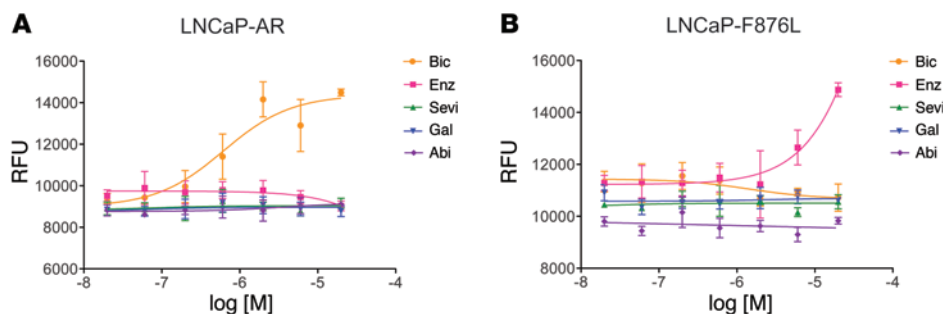 A
LNCaP-AR
16000
14000
12000
10000
8000
6000
RFU
-8
-7
-6
-5
-4
log [M]
Bic
Enz
Sevi
Gal
Abi
B
LNCaP-F876L
16000
14000
12000
10000
8000
RFU
-8
-7
-6
-5
-4
log [M]
Bic
Enz
Sevi
Gal
Abi